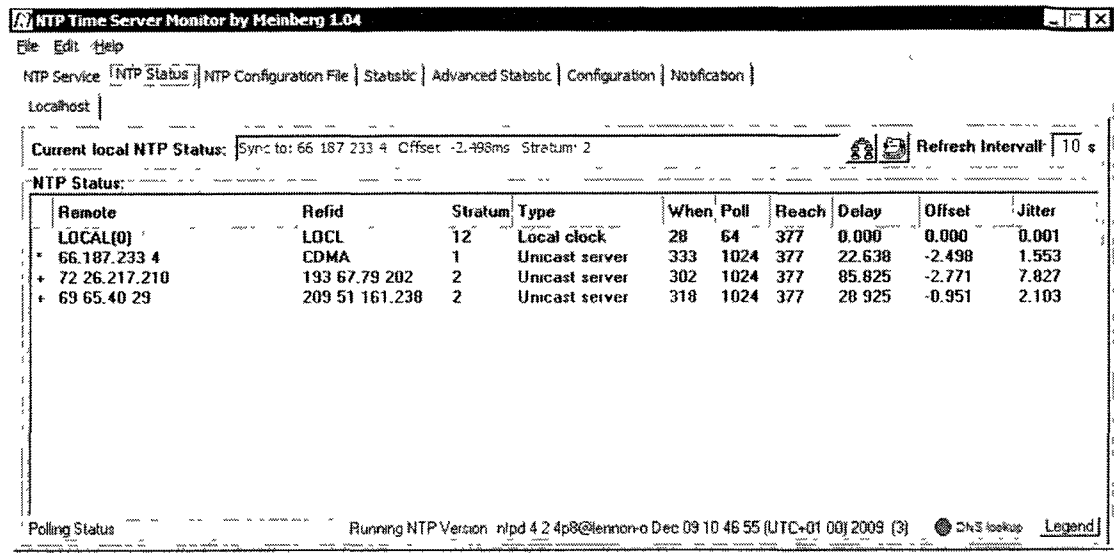 NTP Time Server Monitor by Meinberg 1.04
File Edit Help
NTP Service NTP Status NTP Configuration File Statistic Advanced Statistic Configuration Notification
Localhost
Current local NTP Status: Sync to: 66 187 233 4 Offset -2.498ms Stratum: 2 Refresh Intervall: 10 s
NTP Status:
Remote Refid Stratum Type When Poll Reach Delay Offset Jitter
LOCAL(0) LOCL 12 Local clock 28 64 377 0.000 0.000 0.001
* 66.187.233 4 CDMA 1 Unicast server 333 1024 377 22.638 -2.498 1.553
+ 72 26.217.210 193 67.79 202 2 Unicast server 302 1024 377 85.825 -2.771 7.827
+ 69 65.40 29 209 51 161.238 2 Unicast server 318 1024 377 28 925 -0.951 2.103
Polling Status Running NTP Version ntpd 4 2 4p8@lennon-o Dec 09 10 46 55 (UTC+01 00) 2009 (3) DNS lookup Legend